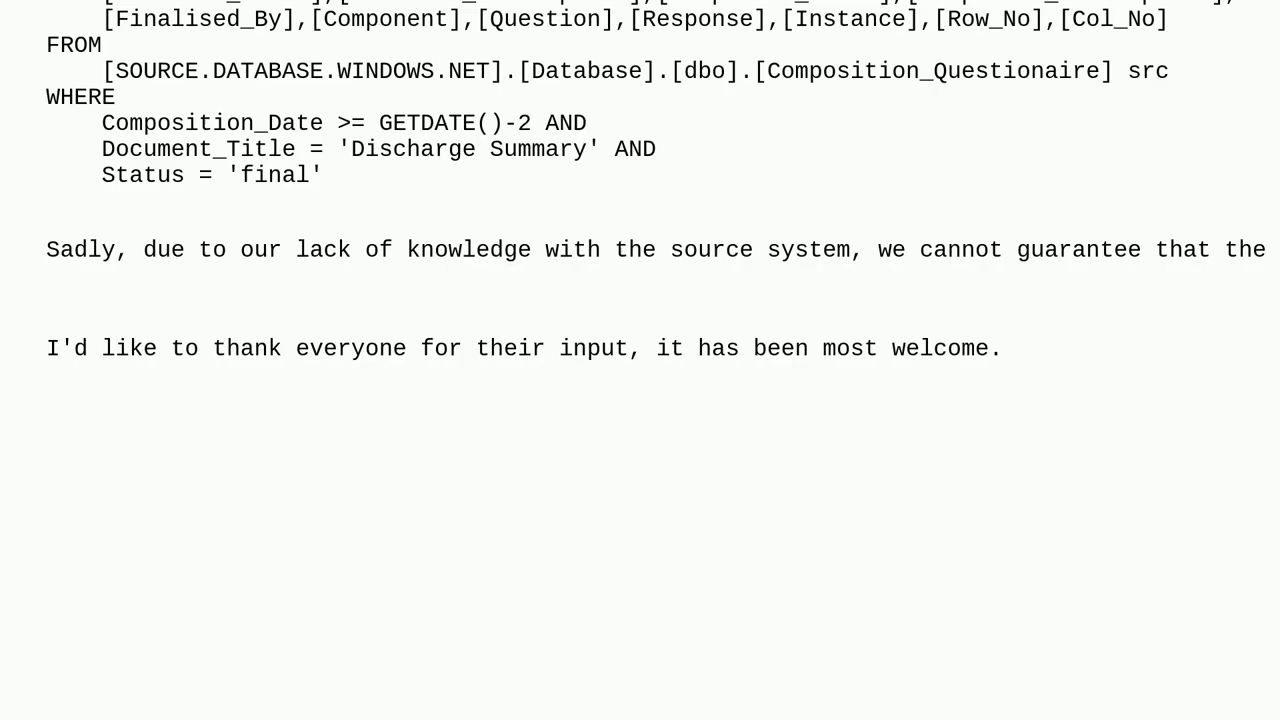 [Finalised_By],[Component],[Question],[Response],[Instance],[Row_No],[Col_No]
FROM
[SOURCE.DATABASE.WINDOWS.NET].[Database].[dbo].[Composition_Questionaire] src
WHERE
Composition_Date >= GETDATE()-2 AND
Document_Title = 'Discharge Summary' AND
Status = 'final'
Sadly, due to our lack of knowledge with the source system, we cannot guarantee that the
I'd like to thank everyone for their input, it has been most welcome.